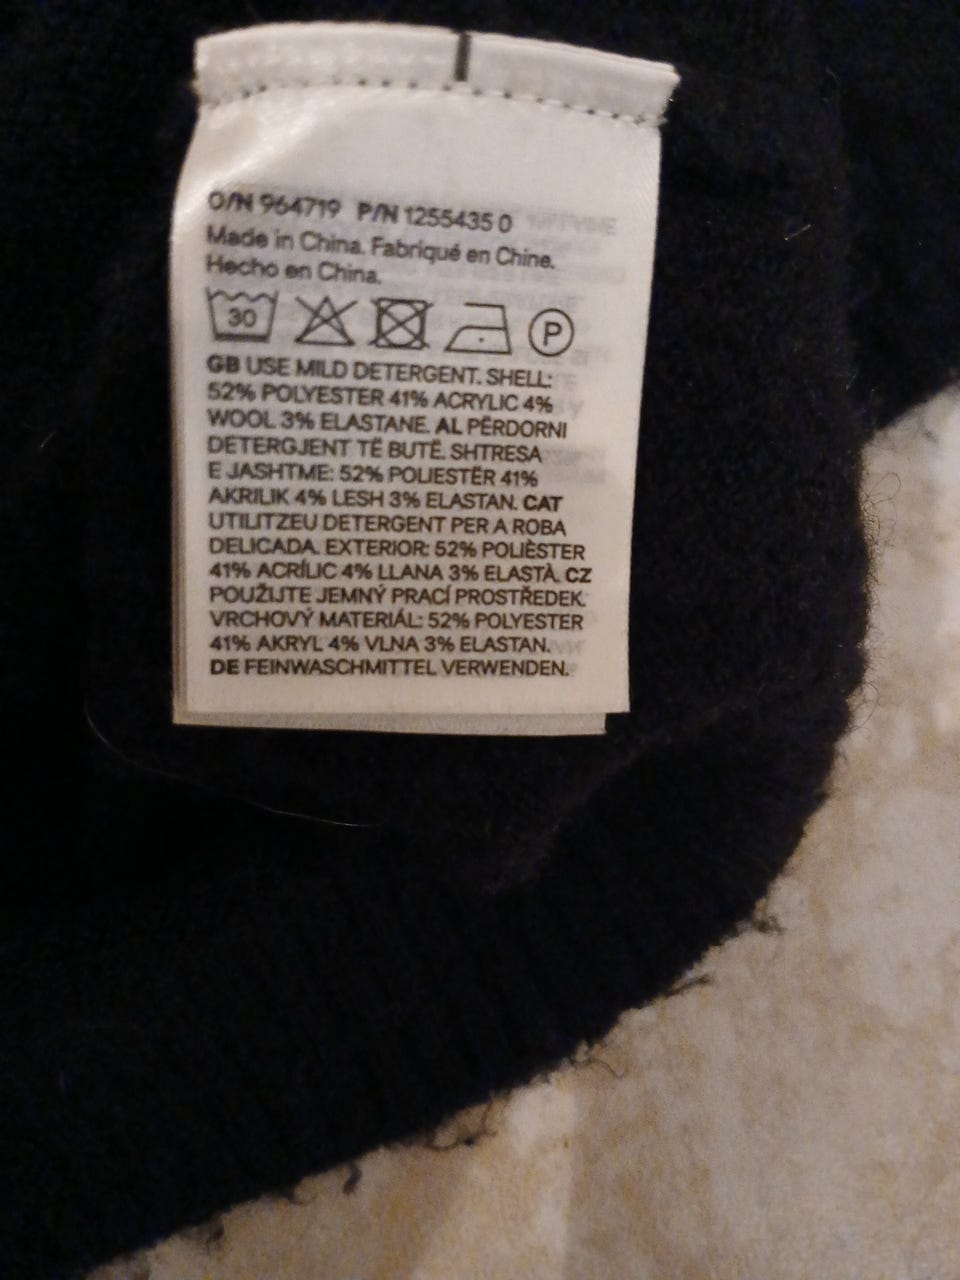 O/N 964719 P/N 1255435 0
Made in China. Fabriqué en Chine.
Hecho en China.
30 P
GB USE MILD DETERGENT. SHELL:
52% POLYESTER 41% ACRYLIC 4%
WOOL 3% ELASTANE. AL PËRDORNI
DETERGJENT TË BUTË. SHTRESA
E JASHTME: 52% POLIESTËR 41%
AKRILIK 4% LESH 3% ELASTAN. CAT
UTILITZEU DETERGENT PER A ROBA
DELICADA. EXTERIOR: 52% POLIÈSTER
41% ACRÍLIC 4% LLANA 3% ELASTÀ. CZ
POUŽIJTE JEMNÝ PRACÍ PROSTŘEDEK.
VRCHOVÝ MATERIÁL: 52% POLYESTER
41% AKRYL 4% VLNA 3% ELASTAN.
DE FEINWASCHMITTEL VERWENDEN.